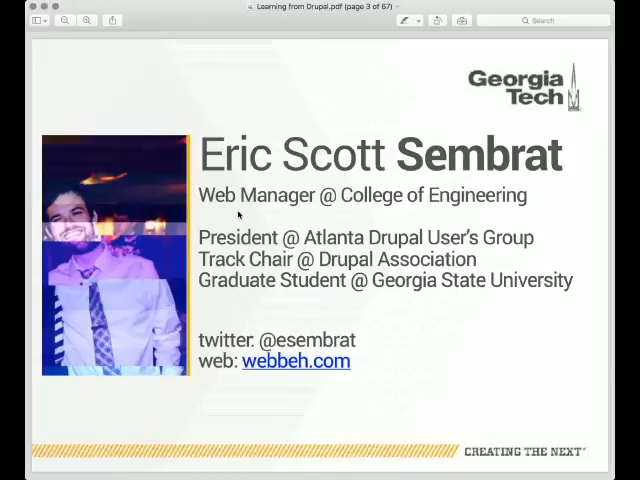 Learning from Drupal.pdf (page 3 of 67)
Search
Georgia
Tech
Eric Scott Sembrat
Web Manager @ College of Engineering
President @ Atlanta Drupal User's Group
Track Chair @ Drupal Association
Graduate Student @ Georgia State University
twitter: @esembrat
web: webbeh.com
CREATING THE NEXT